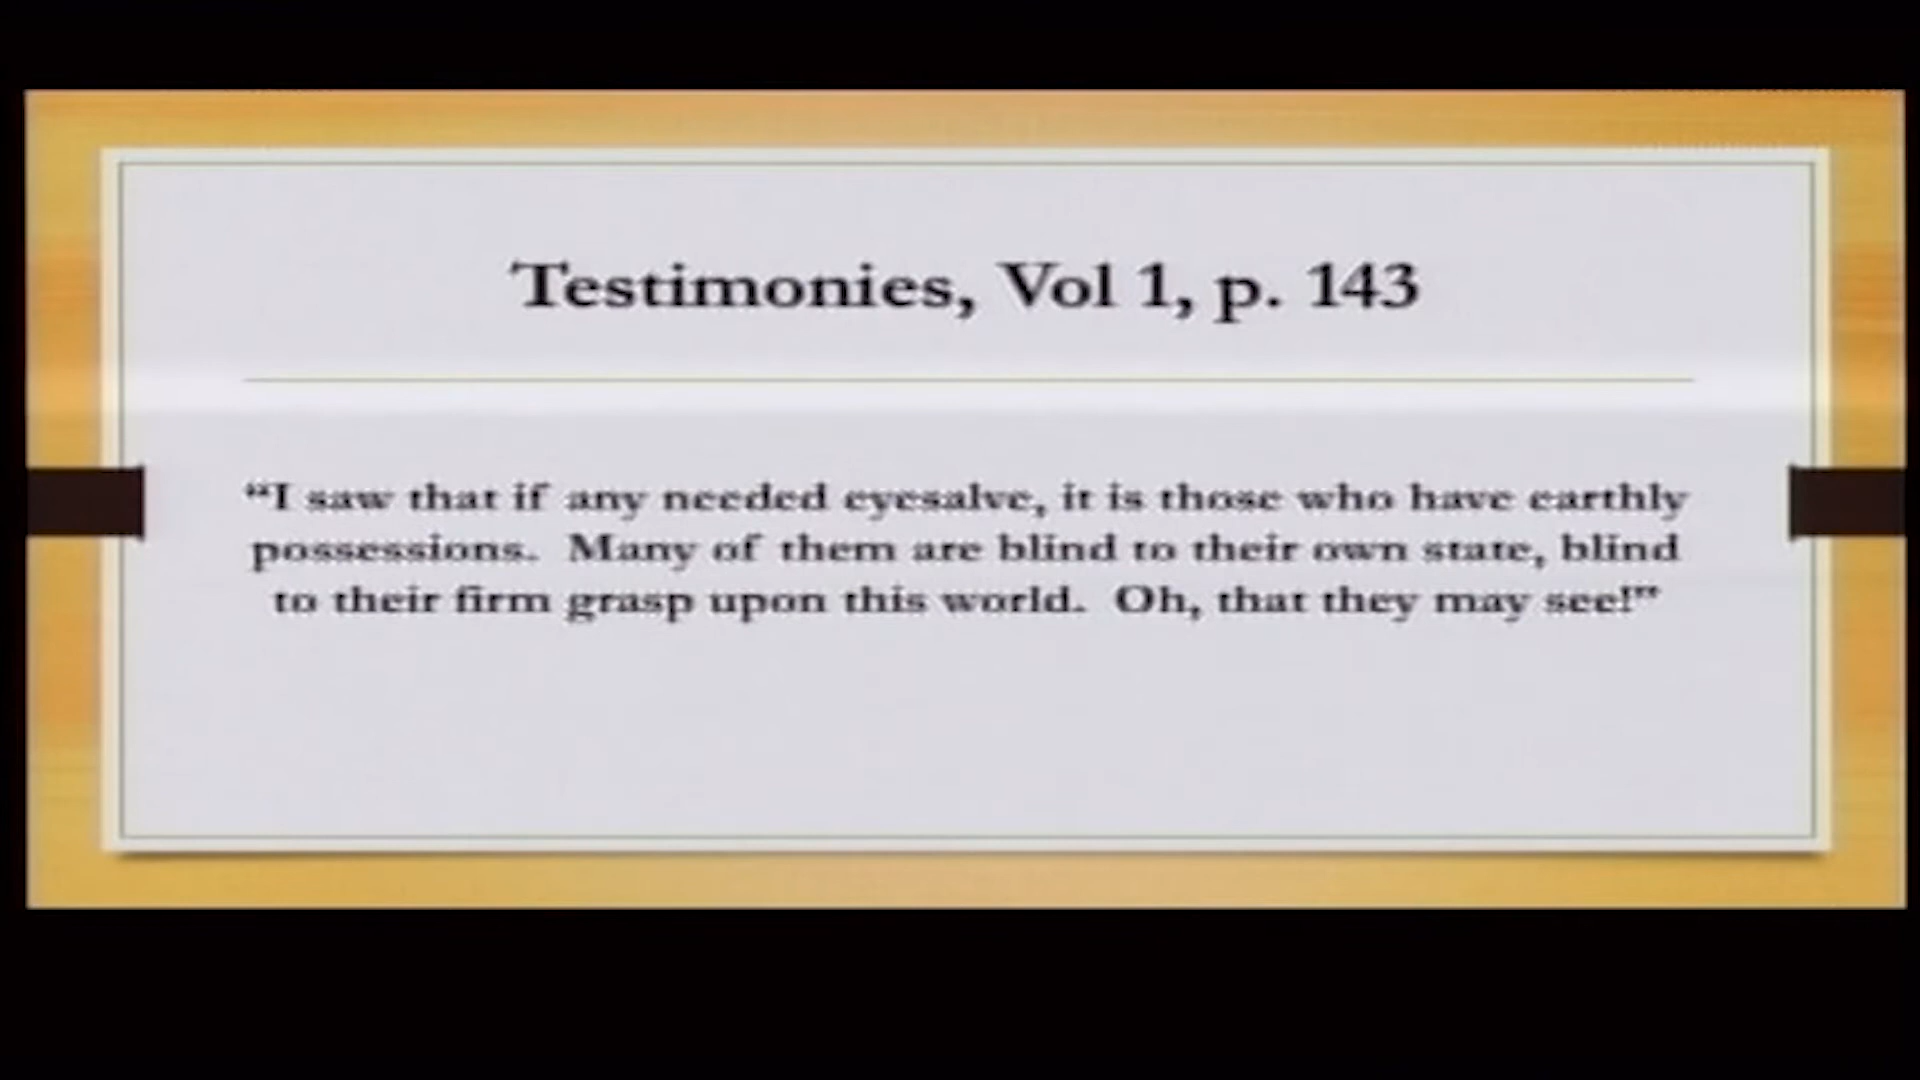 Testimonies, Vol 1, p. 143
“I saw that if any needed eyesalve, it is those who have earthly
possessions.  Many of them are blind to their own state, blind
to their firm grasp upon this world.  Oh, that they may see!”